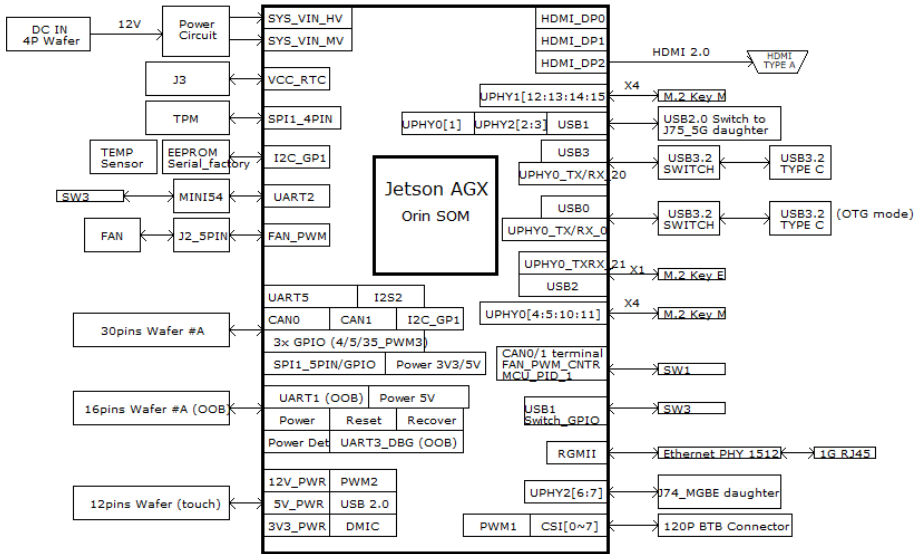 DC IN
4P Wafer
12V
Power
Circuit
SYS_VIN_HV
SYS_VIN_MV
J3
VCC_RTC
TPM
SPI1_4PIN
TEMP
Sensor
EEPROM
Serial_factory
I2C_GP1
SW3
MINI54
UART2
FAN
J2_5PIN
FAN_PWM
30pins Wafer #A
UART5
I2S2
CAN0
CAN1
I2C_GP1
3x GPIO (4/5/35_PWM3)
SPI1_5PIN/GPIO
Power 3V3/5V
16pins Wafer #A (OOB)
UART1 (OOB)
Power 5V
Power
Reset
Recover
Power Det
UART3_DBG (OOB)
12pins Wafer (touch)
12V_PWR
PWM2
5V_PWR
USB 2.0
3V3_PWR
DMIC
Jetson AGX
Orin SOM
HDMI_DP0
HDMI_DP1
HDMI_DP2
HDMI 2.0
HDMI
TYPE A
UPHY1[12:13:14:15
X4
M.2 Key M
UPHY0[1]
UPHY2[2:3]
USB1
USB2.0 Switch to
J75_5G daughter
USB3
UPHY0_TX/RX_20
USB3.2
SWITCH
USB3.2
TYPE C
USB0
UPHY0_TX/RX_0
USB3.2
SWITCH
USB3.2
TYPE C
(OTG mode)
UPHY0_TXRX_21
USB2
X1
M.2 Key E
UPHY0[4:5:10:11]
X4
M.2 Key M
CAN0/1 terminal
FAN_PWM_CNTR
MCU_PID_1
SW1
USB1
Switch_GPIO
SW3
RGMII
Ethernet PHY 1512
1G RJ45
UPHY2[6:7]
J74_MGBE daughter
PWM1
CSI[0~7]
120P BTB Connector